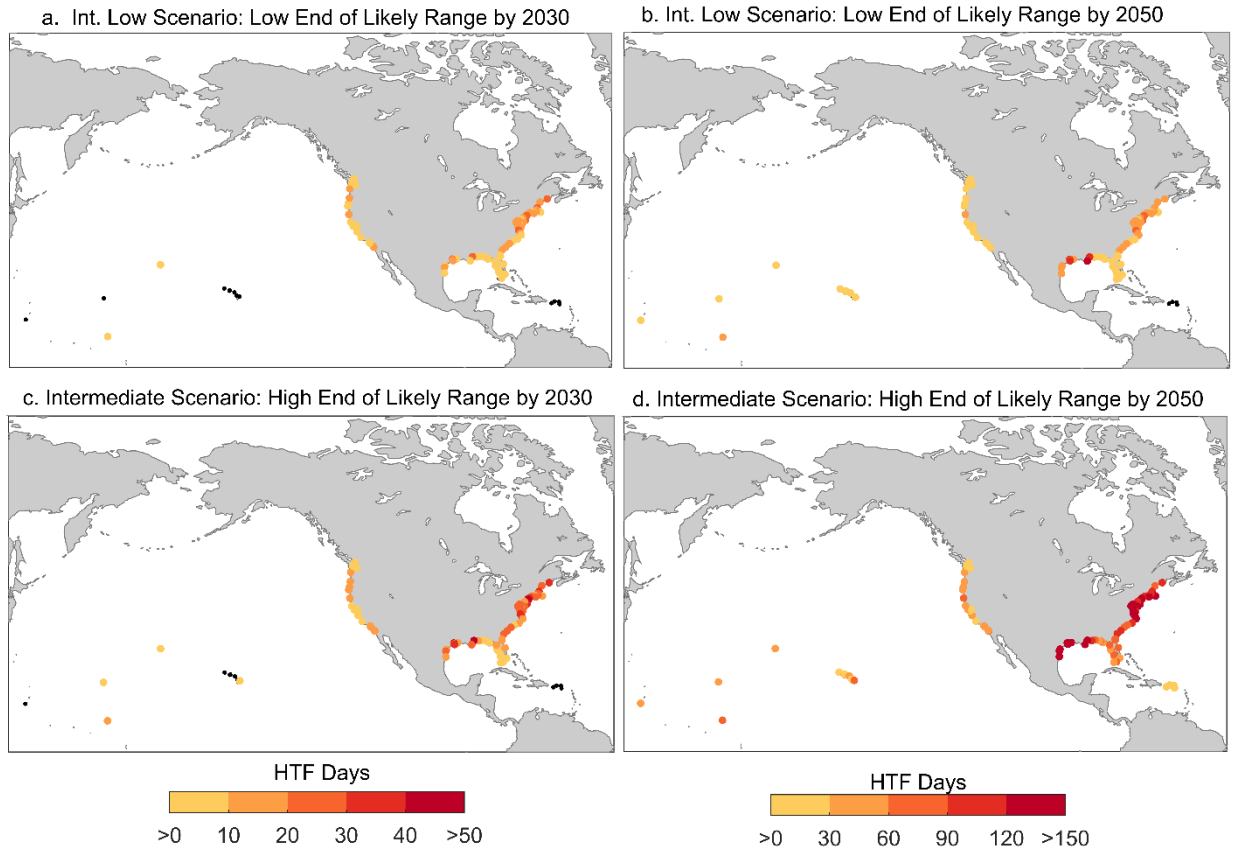 a. Int. Low Scenario: Low End of Likely Range by 2030
b. Int. Low Scenario: Low End of Likely Range by 2050
c. Intermediate Scenario: High End of Likely Range by 2030
d. Intermediate Scenario: High End of Likely Range by 2050
HTF Days
>0 10 20 30 40 >50
HTF Days
>0 30 60 90 120 >150